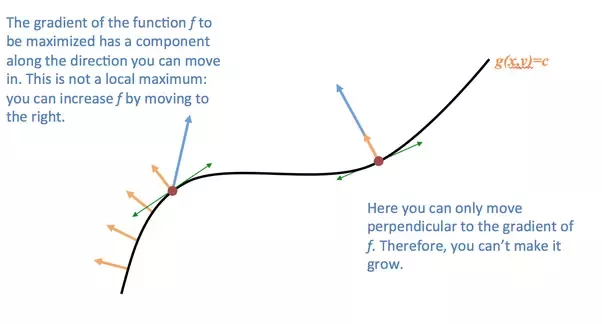 The gradient of the function f to
be maximized has a component
along the direction you can move
in. This is not a local maximum:
you can increase f by moving to
the right.
g(x,y)=c
Here you can only move
perpendicular to the gradient of
f. Therefore, you can’t make it
grow.